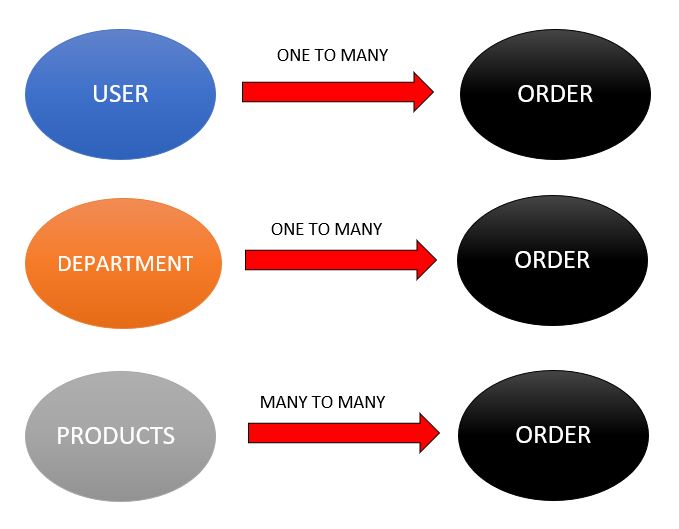 USER
ONE TO MANY
ORDER
DEPARTMENT
ONE TO MANY
ORDER
PRODUCTS
MANY TO MANY
ORDER